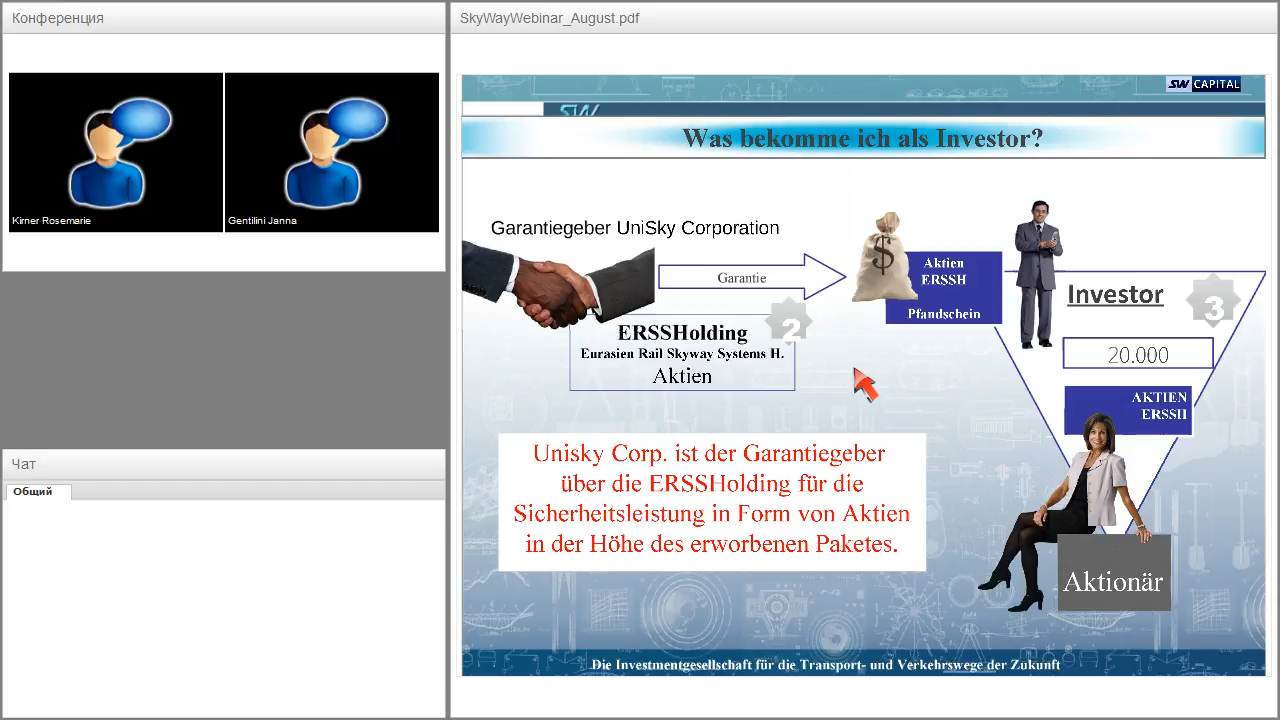 Конференция
Kirner Rosemarie
Gentilini Janna
Чат
Общий
SkyWayWebinar_August.pdf
SW CAPITAL
SW
Was bekomme ich als Investor?
Garantiegeber UniSky Corporation
Garantie
$
Aktien
ERSSH
Pfandschein
2
ERSSHolding
Eurasien Rail Skyway Systems H.
Aktien
Investor
3
20.000
AKTIEN
ERSSH
Unisky Corp. ist der Garantiegeber
über die ERSSHolding für die
Sicherheitsleistung in Form von Aktien
in der Höhe des erworbenen Paketes.
Aktionär
Die Investmentgesellschaft für die Transport- und Verkehrswege der Zukunft